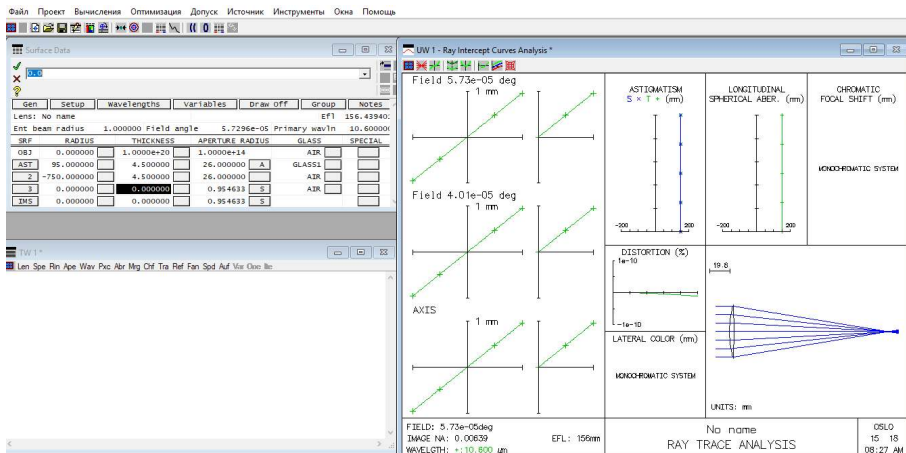 Файл Проект Вычисления Оптимизация Допуск Источник Инструменты Окна Помощь
Surface Data
0.0
Gen Setup Wavelengths Variables Draw Off Group Notes
Lens: No name Efl 156.43940
Ent beam radius 1.000000 Field angle 5.7296e-05 Primary wavln 10.60000
SRF RADIUS THICKNESS APERTURE RADIUS GLASS SPECIAL
OBJ 0.000000 1.0000e+20 1.0000e+14 AIR
AST 95.000000 4.500000 26.000000 A GLASS1
2 -750.000000 4.500000 26.000000 AIR
3 0.000000 0.000000 0.954633 S AIR
IMS 0.000000 0.000000 0.954633 S
TW 1 *
Len Spe Rin Ape Wav Pxc Abr Mrg Chf Tra Ref Fan Spd Auf Var Ope Ite
UW 1 - Ray Intercept Curves Analysis *
Field 5.73e-05 deg
1 mm
Field 4.01e-05 deg
1 mm
AXIS
1 mm
ASTIGMATISM
S × T + (mm)
-200 200
LONGITUDINAL
SPHERICAL ABER. (mm)
-200 200
CHROMATIC
FOCAL SHIFT (mm)
MONOCHROMATIC SYSTEM
DISTORTION (%)
1e-10
-1e-10
LATERAL COLOR (mm)
MONOCHROMATIC SYSTEM
19.8
UNITS: mm
FIELD: 5.73e-05deg
IMAGE NA: 0.00639 EFL: 156mm
WAVELGTH: +:10.600 µm
No name
RAY TRACE ANALYSIS
OSLO
15 18
08:27 AM